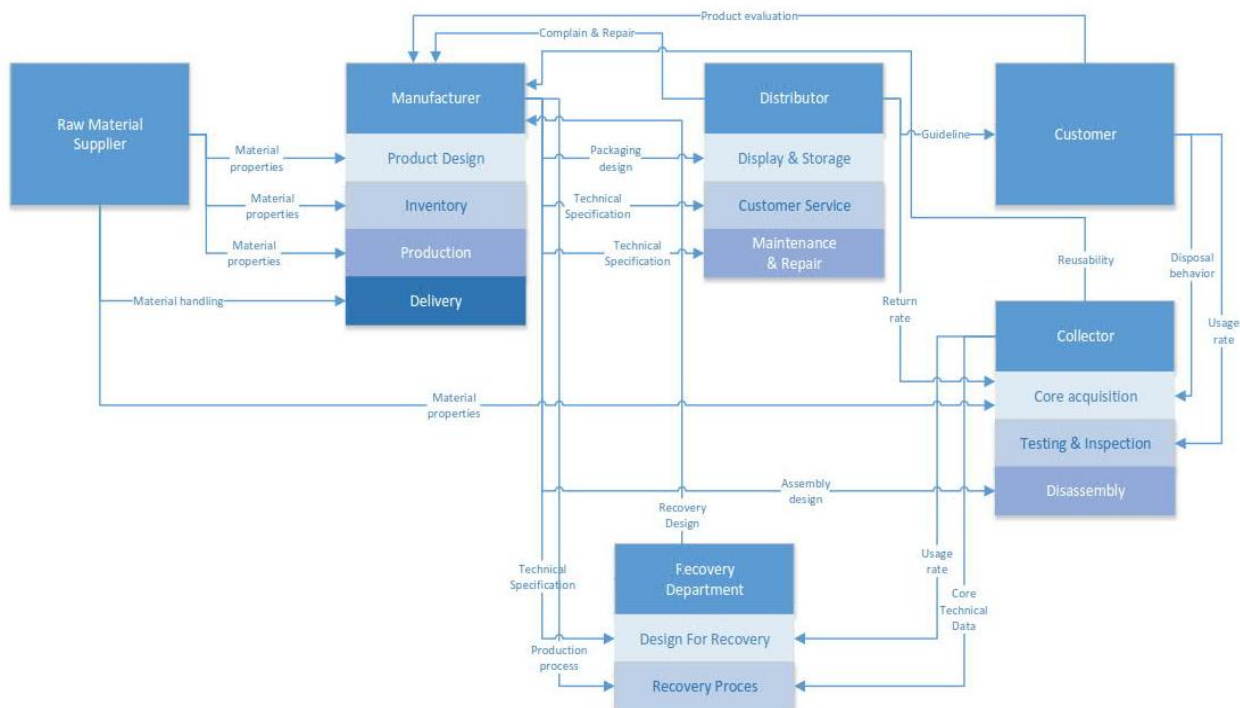 Product evaluation
Complain & Repair
Raw Material
Supplier
Manufacturer
Distributor
Customer
Guideline
Material
properties
Product Design
Packaging
design
Display & Storage
Material
properties
Inventory
Technical
Specification
Customer Service
Material
properties
Production
Technical
Specification
Maintenance
& Repair
Reusability
Disposal
behavior
Material handling
Delivery
Return
rate
Usage
rate
Collector
Material
properties
Core acquisition
Testing & Inspection
Assembly
design
Disassembly
Recovery
Design
Technical
Specification
Recovery
Department
Usage
rate
Core
Technical
Data
Design For Recovery
Production
process
Recovery Proces